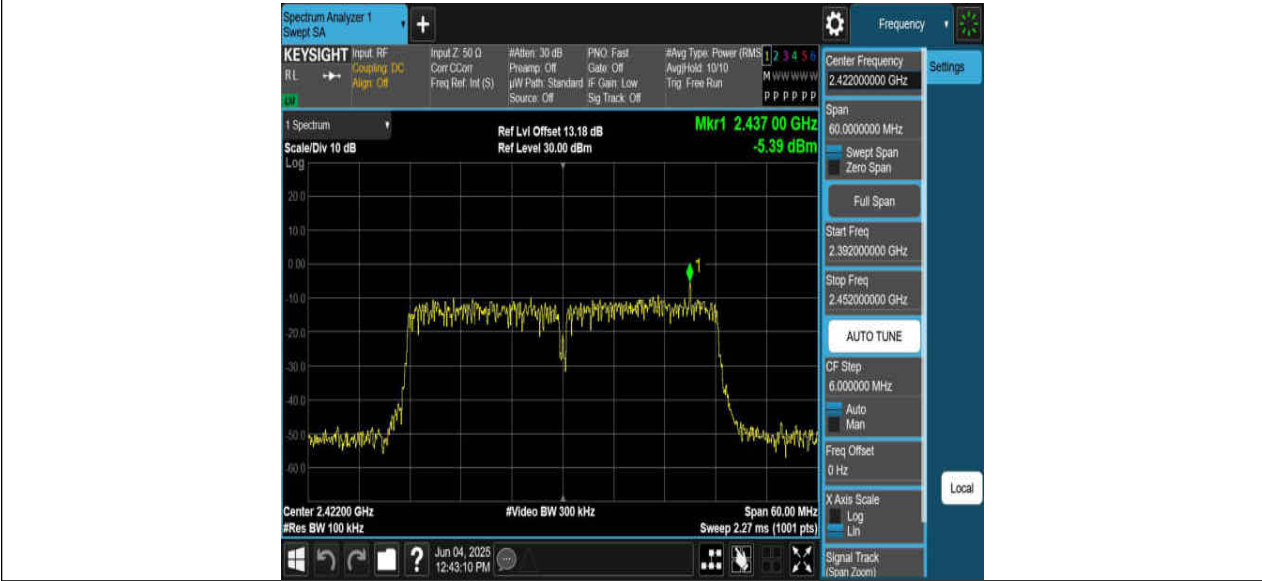 Spectrum Analyzer 1
Swept SA
+
Frequency
KEYSIGHT
RL
Input: RF
Coupling: DC
Align: Off
Input Z: 50 Ω
Corr CCorr
Freq Ref: Int (S)
#Atten: 30 dB
Preamp: Off
µW Path: Standard
Source: Off
PNO: Fast
Gate: Off
IF Gain: Low
Sig Track: Off
#Avg Type: Power (RMS
Avg|Hold: 10/10
Trig: Free Run
1 2 3 4 5 6
M W W W W W
P P P P P P
1 Spectrum
Scale/Div 10 dB
Ref Lvl Offset 13.18 dB
Ref Level 30.00 dBm
Mkr1 2.437 00 GHz
-5.39 dBm
Log
20.0
10.0
0.00
-10.0
-20.0
-30.0
-40.0
-50.0
-60.0
1
Center 2.42200 GHz
#Res BW 100 kHz
#Video BW 300 kHz
Span 60.00 MHz
Sweep 2.27 ms (1001 pts)
Center Frequency
2.422000000 GHz
Settings
Span
60.0000000 MHz
Swept Span
Zero Span
Full Span
Start Freq
2.392000000 GHz
Stop Freq
2.452000000 GHz
AUTO TUNE
CF Step
6.000000 MHz
Auto
Man
Freq Offset
0 Hz
X Axis Scale
Log
Lin
Local
Signal Track
(Span Zoom)
?
Jun 04, 2025
12:43:10 PM